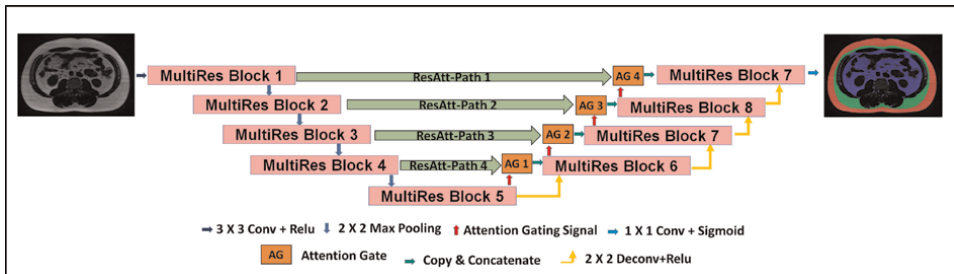 MultiRes Block 1
ResAtt-Path 1
AG 4
MultiRes Block 7
MultiRes Block 2
ResAtt-Path 2
AG 3
MultiRes Block 8
MultiRes Block 3
ResAtt-Path 3
AG 2
MultiRes Block 7
MultiRes Block 4
ResAtt-Path 4
AG 1
MultiRes Block 6
MultiRes Block 5
3 X 3 Conv + Relu
2 X 2 Max Pooling
Attention Gating Signal
1 X 1 Conv + Sigmoid
AG
Attention Gate
Copy & Concatenate
2 X 2 Deconv+Relu